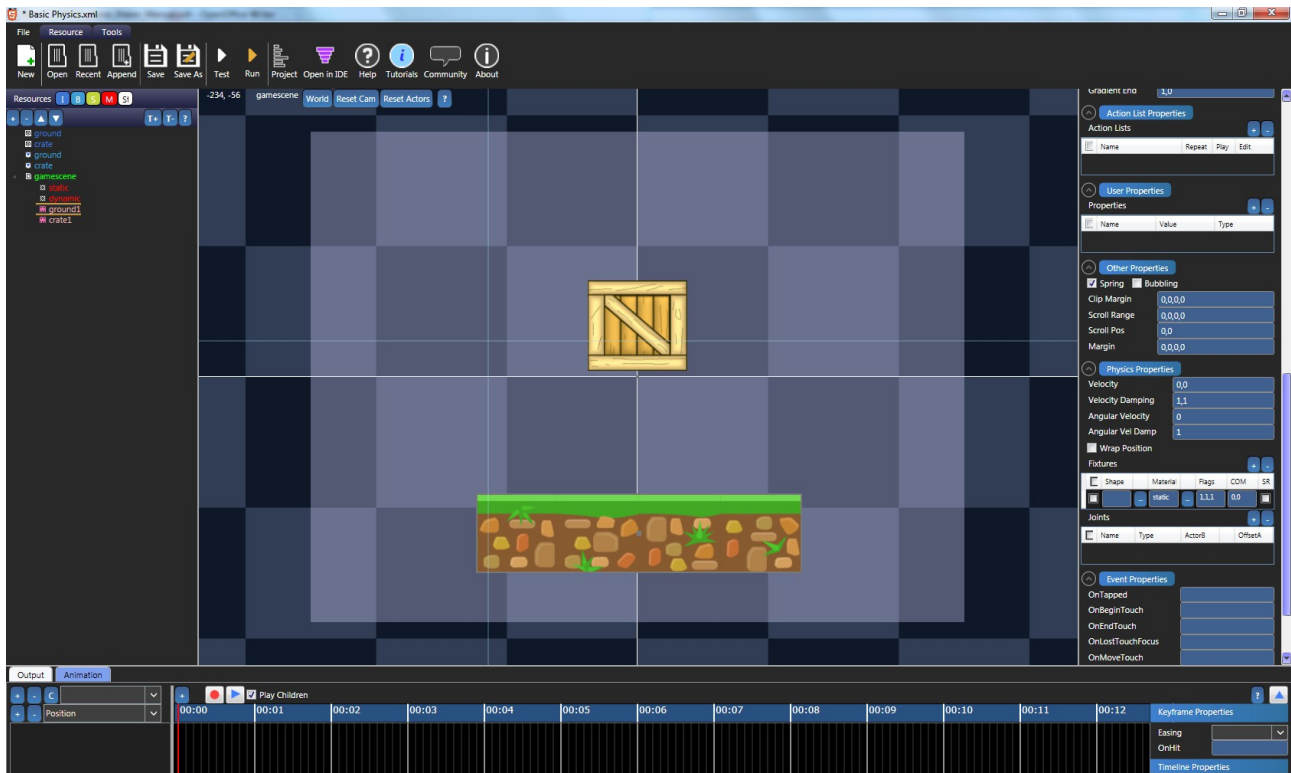 * Basic Physics.xml
File Resource Tools
New Open Recent Append Save Save As Test Run Project Open in IDE Help Tutorials Community About
Resources I B S M S!
+ - T+ T- ?
-234, -56 gamescene World Reset Cam Reset Actors ?
ground
crate
ground
crate
gamescene
static
dynamic
ground1
crate1
Gradient End 1,0
Action List Properties
Action Lists + -
Name Repeat Play Edit
User Properties
Properties + -
Name Value Type
Other Properties
Spring Bubbling
Clip Margin 0,0,0,0
Scroll Range 0,0,0,0
Scroll Pos 0,0
Margin 0,0,0,0
Physics Properties
Velocity 0,0
Velocity Damping 1,1
Angular Velocity 0
Angular Vel Damp 1
Wrap Position
Fixtures + -
Shape Material Flags COM SR
... static ... 1,1,1 0,0
Joints + -
Name Type ActorB OffsetA
Event Properties
OnTapped
OnBeginTouch
OnEndTouch
OnLostTouchFocus
OnMoveTouch
Output Animation
+ - C + Play Children ?
+ - Position 00:00 00:01 00:02 00:03 00:04 00:05 00:06 00:07 00:08 00:09 00:10 00:11 00:12
Keyframe Properties
Easing
OnHit
Timeline Properties